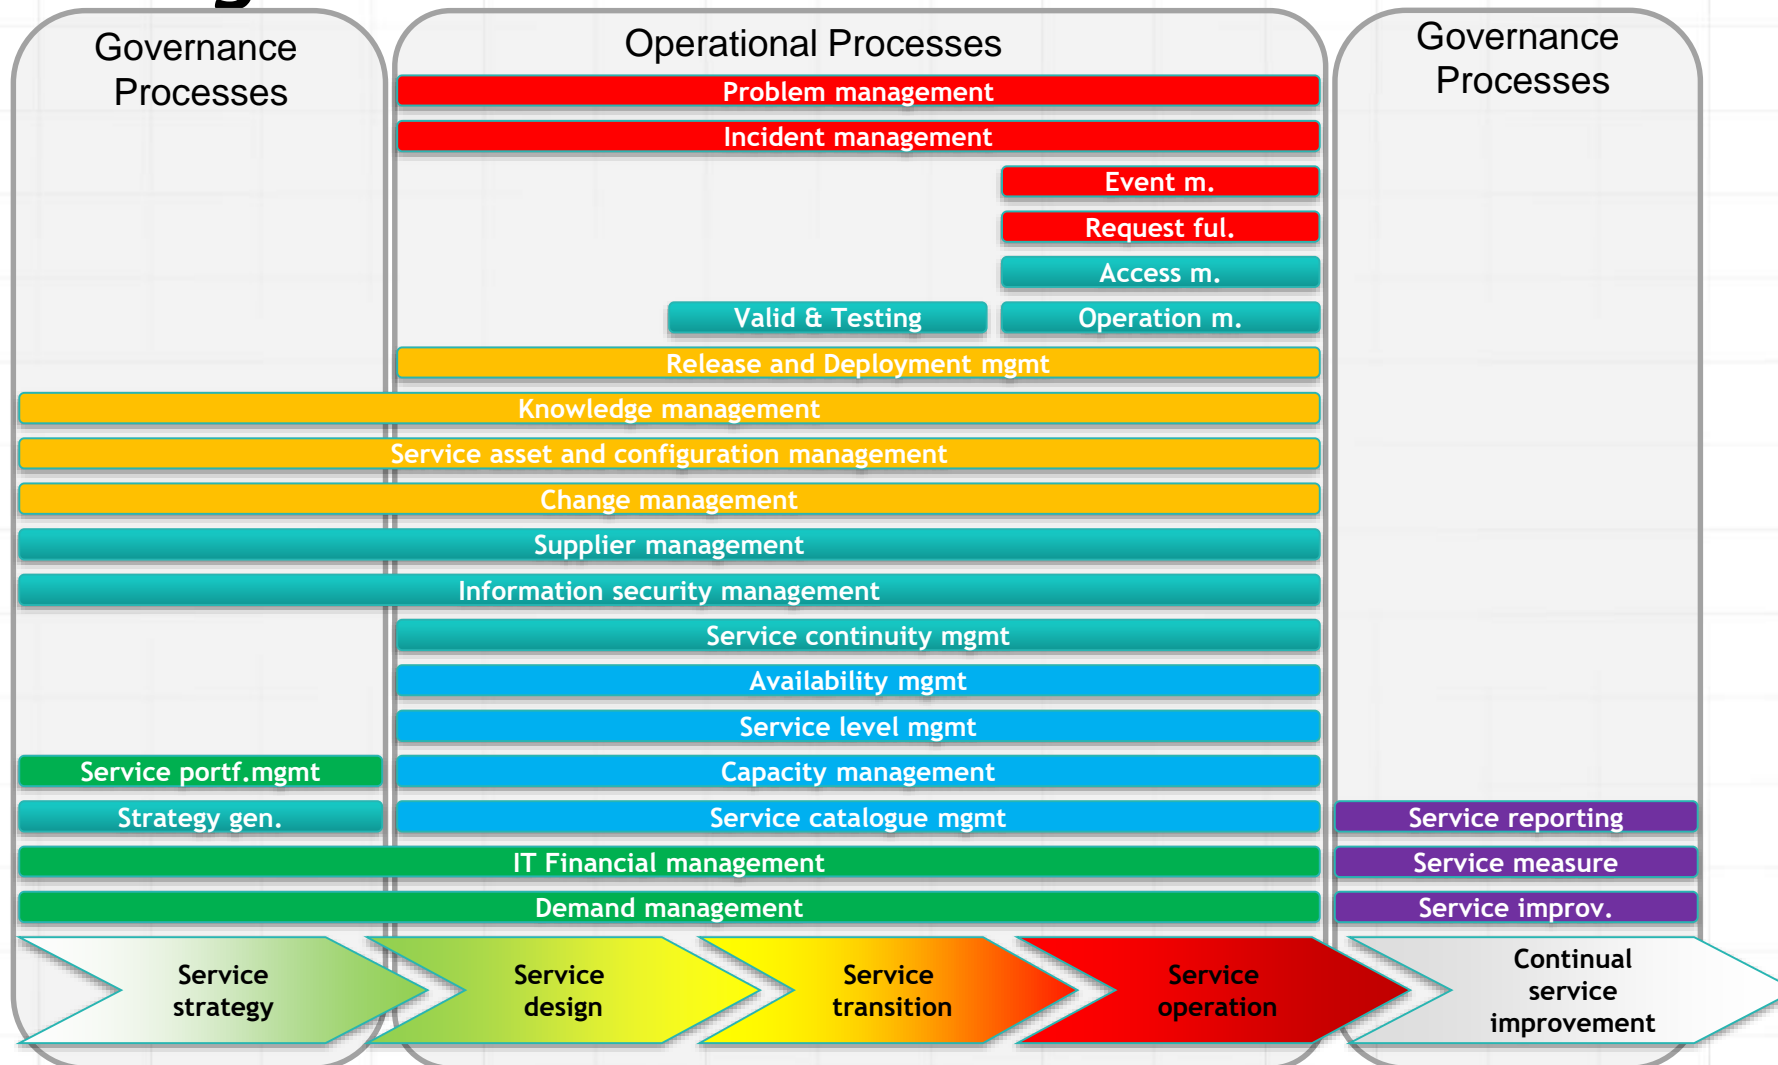 Governance
Processes
Operational Processes
Governance
Processes
Problem management
Incident management
Event m.
Request ful.
Access m.
Valid & Testing
Operation m.
Release and Deployment mgmt
Knowledge management
Service asset and configuration management
Change management
Supplier management
Information security management
Service continuity mgmt
Availability mgmt
Service level mgmt
Service portf.mgmt
Capacity management
Strategy gen.
Service catalogue mgmt
Service reporting
IT Financial management
Service measure
Demand management
Service improv.
Service
strategy
Service
design
Service
transition
Service
operation
Continual
service
improvement